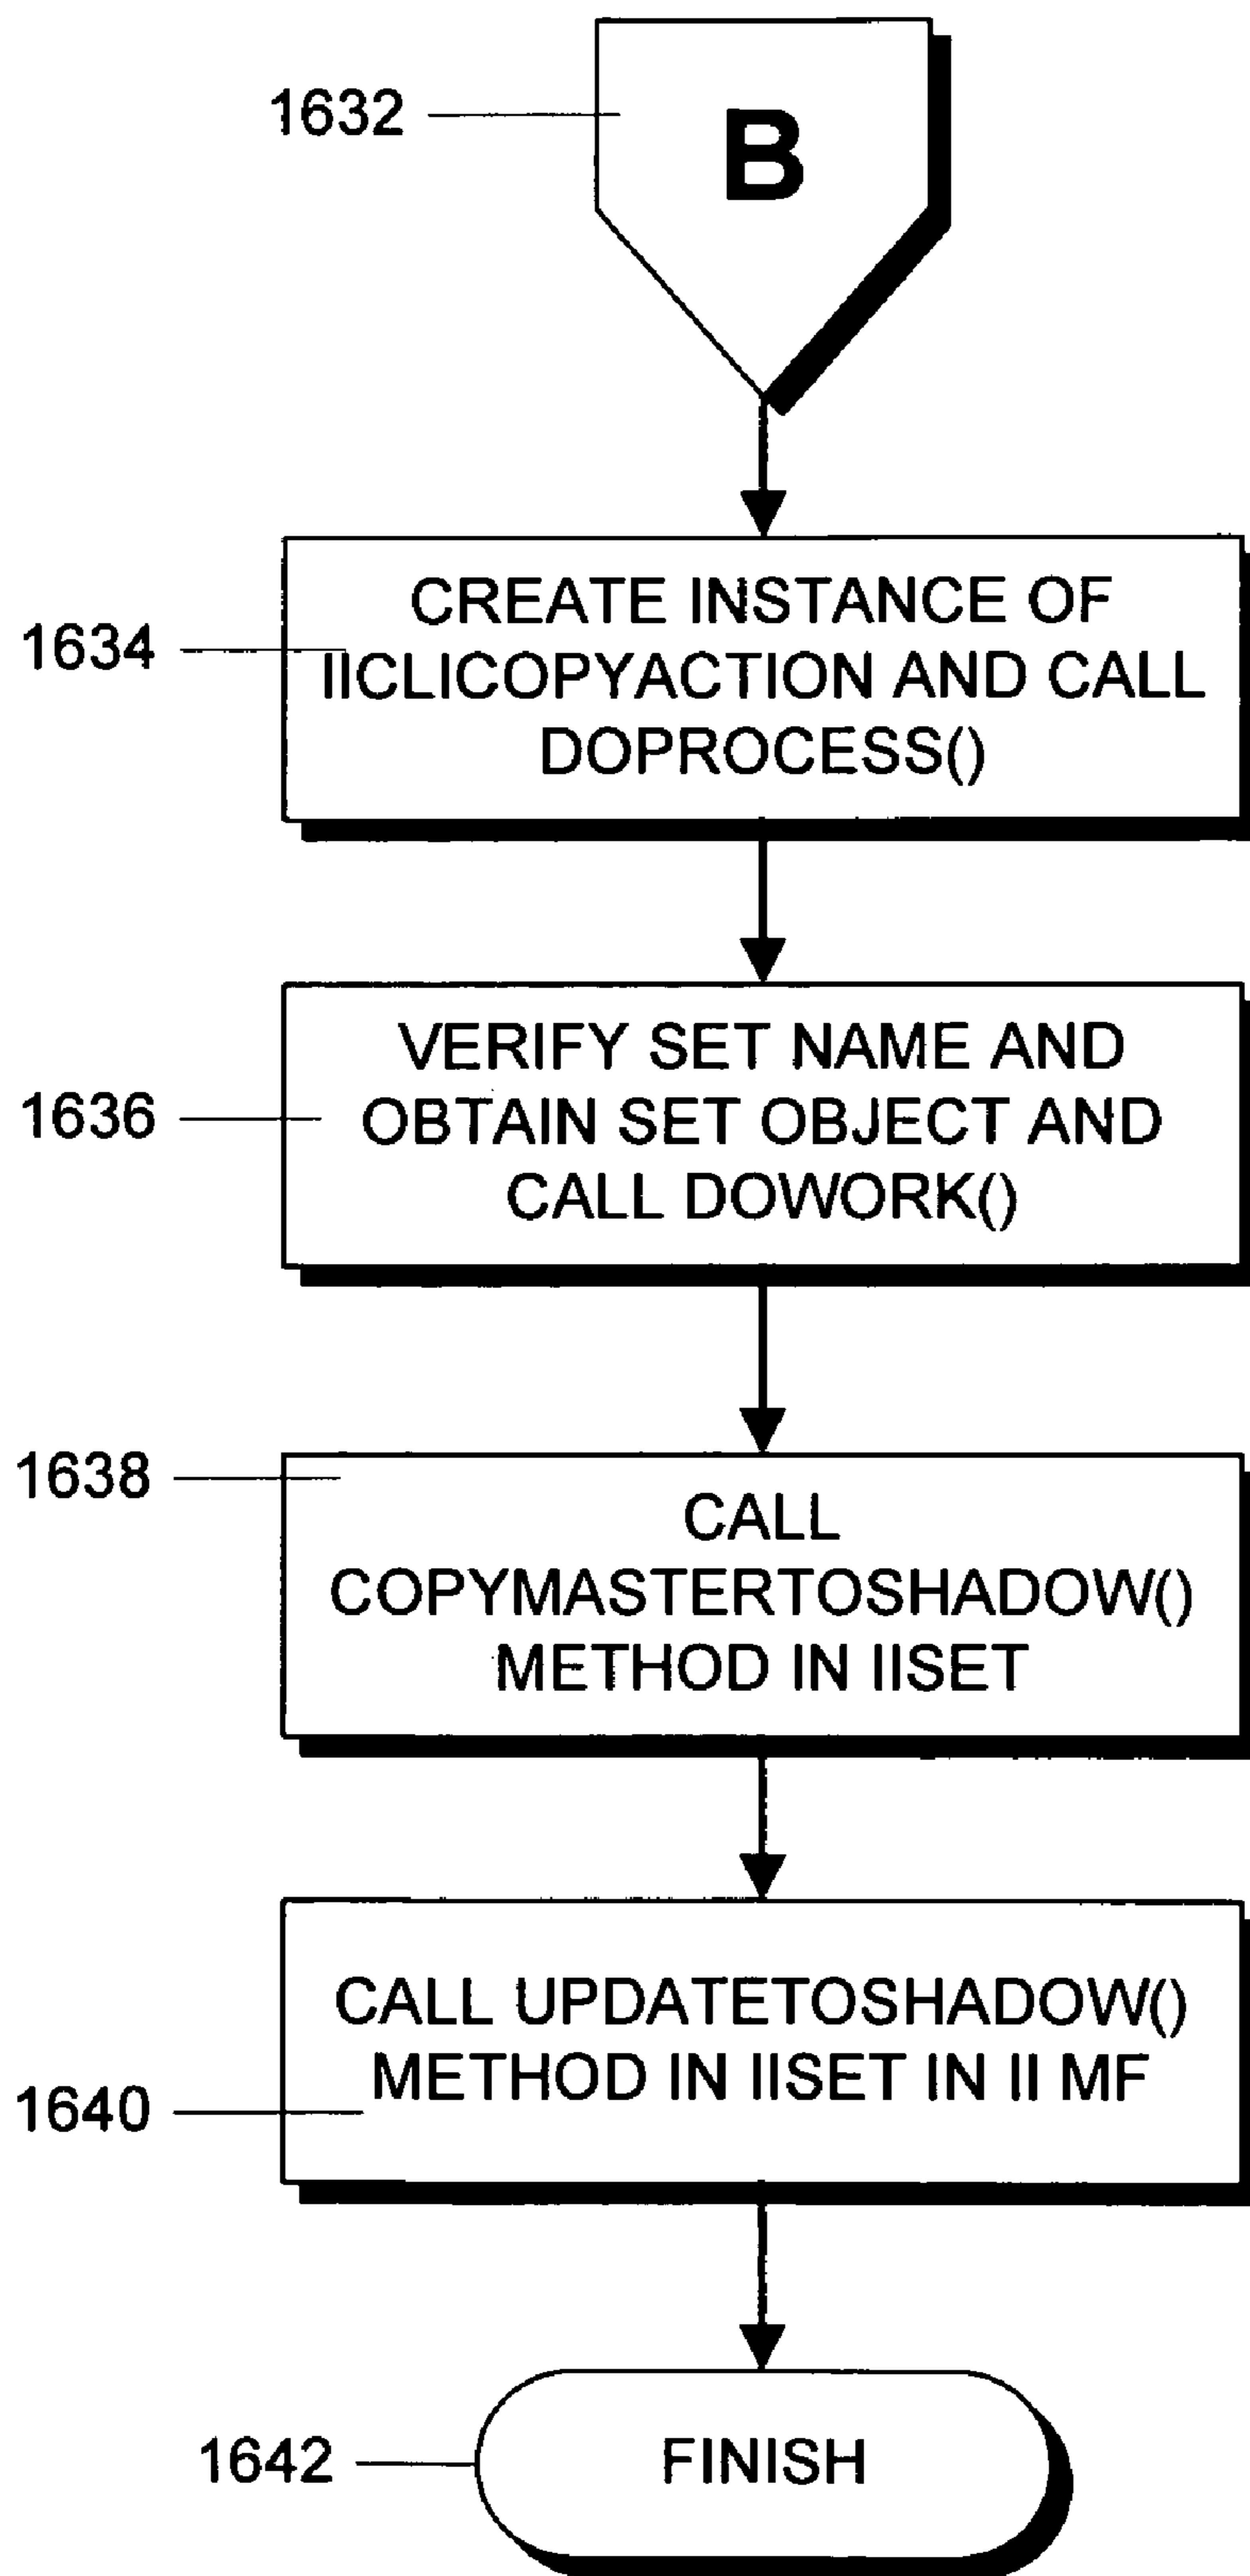 1632
B
1634
CREATE INSTANCE OF
IICLICOPYACTION AND CALL
DOPROCESS()
1636
VERIFY SET NAME AND
OBTAIN SET OBJECT AND
CALL DOWORK()
1638
CALL
COPYMASTERTOSHADOW()
METHOD IN IISET
1640
CALL UPDATETOSHADOW()
METHOD IN IISET IN II MF
1642
FINISH